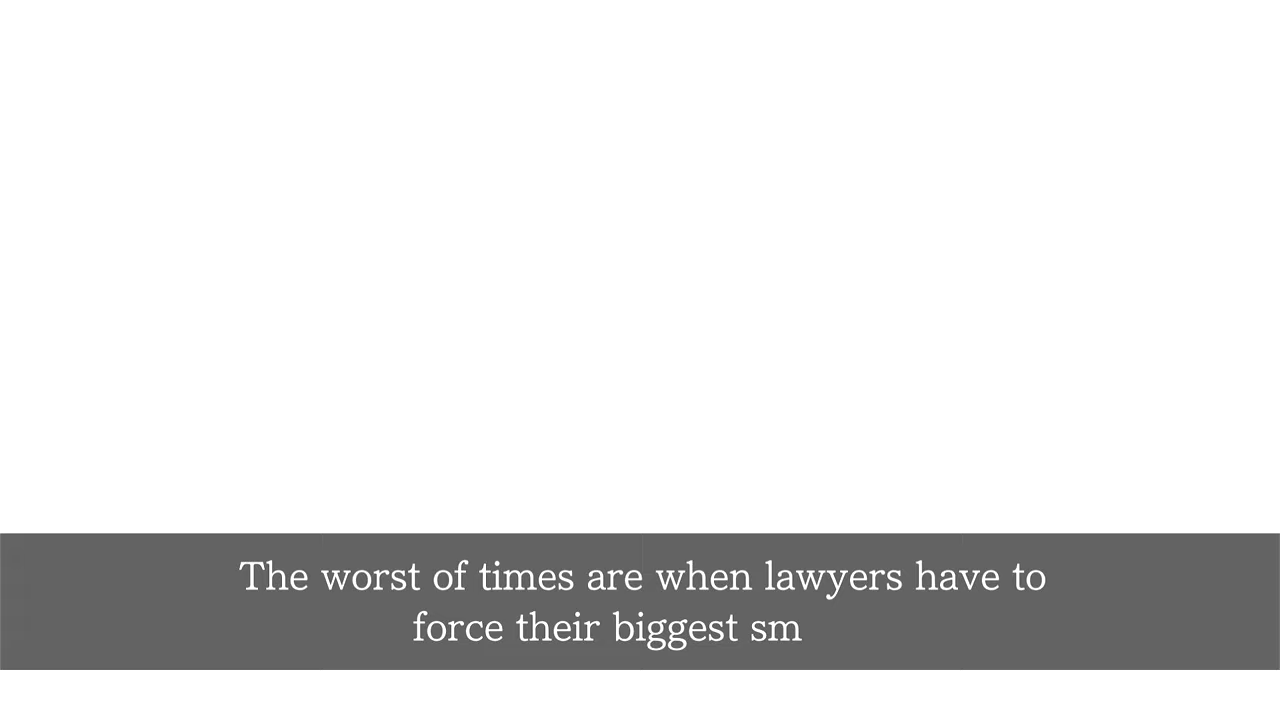 The worst of times are when lawyers have to
force their biggest sm